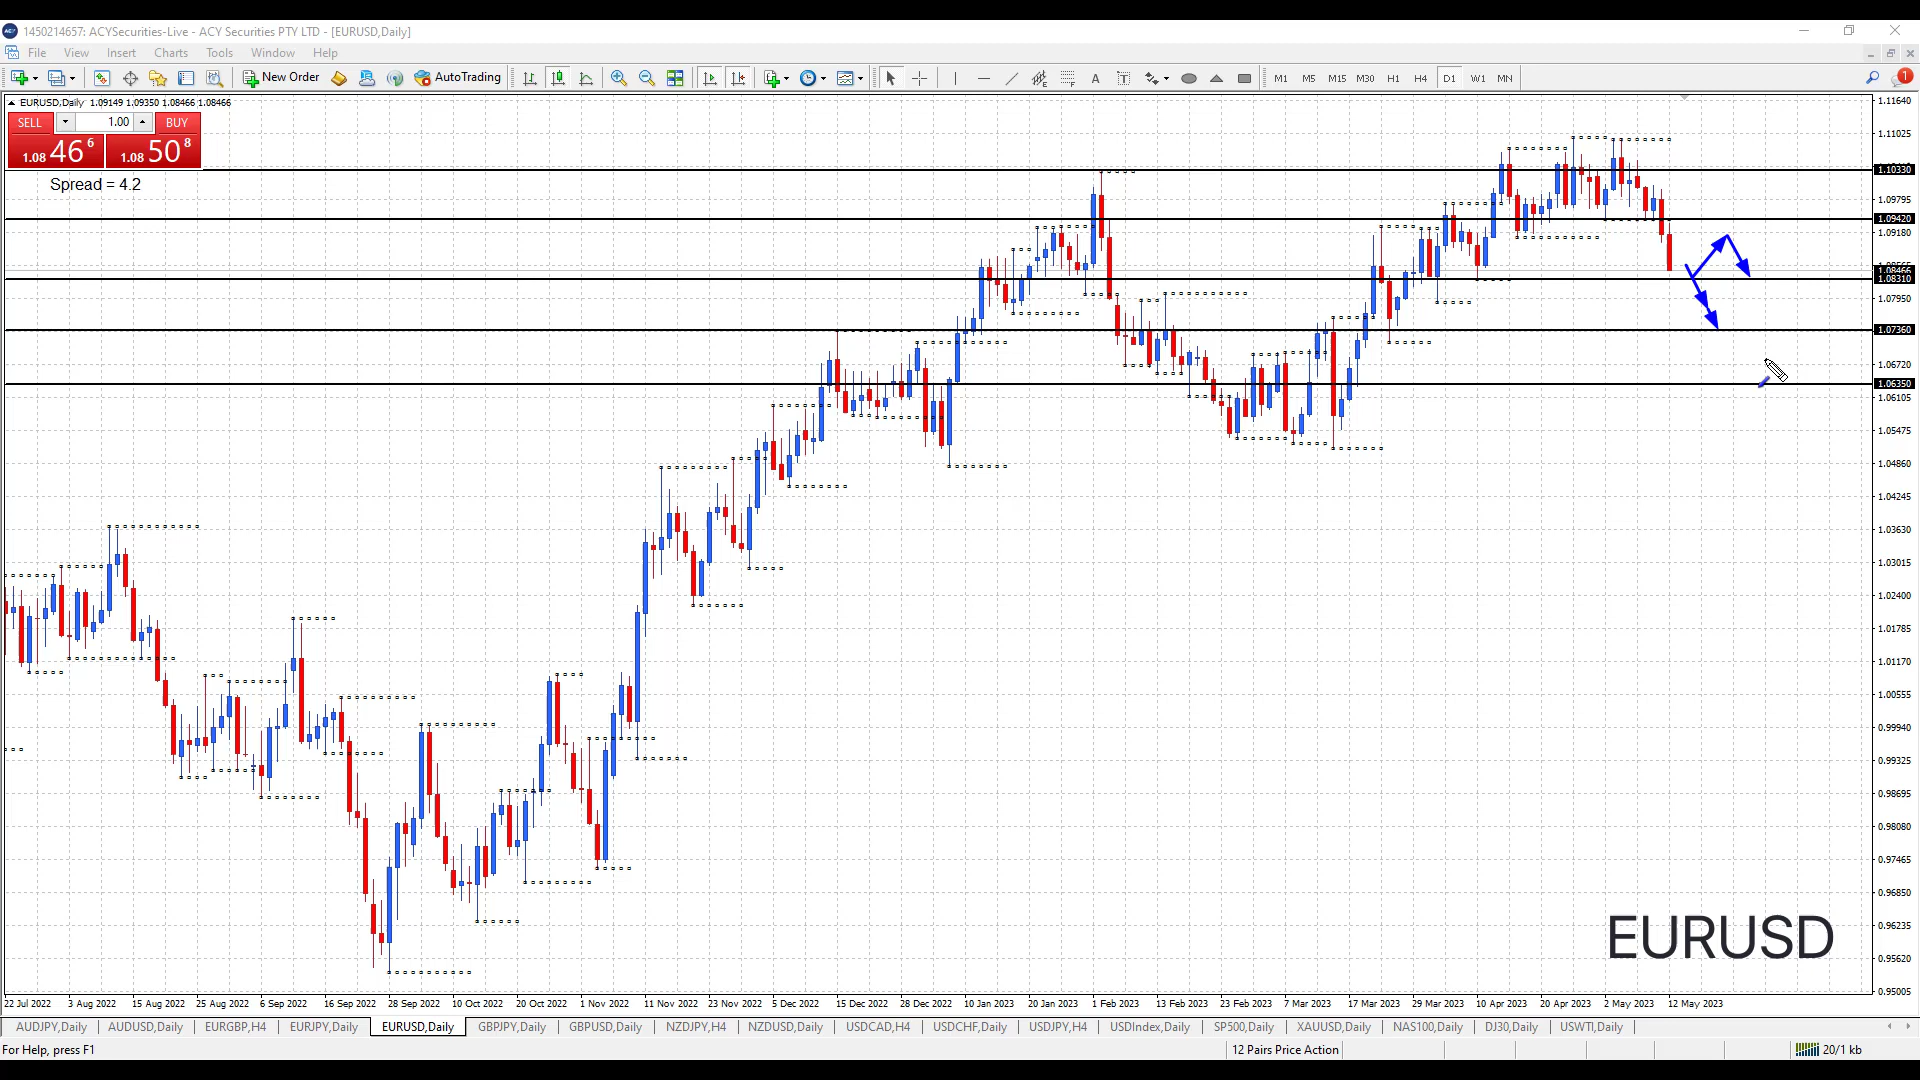 1450214657: ACYSecurities-Live - ACY Securities PTY LTD - [EURUSD,Daily]
File View Insert Charts Tools Window Help
New Order AutoTrading A T M1 M5 M15 M30 H1 H4 D1 W1 MN 1
EURUSD,Daily 1.09149 1.09350 1.08466 1.08466
SELL 1.00 BUY
1.08 46 6 1.08 50 8
Spread = 4.2
1.11640
1.11025
1.10330
1.09795
1.09420
1.09180
1.08466
1.08310
1.07950
1.07360
1.06720
1.06350
1.06105
1.05475
1.04860
1.04245
1.03630
1.03015
1.02400
1.01785
1.01170
1.00555
0.99940
0.99325
0.98695
0.98080
0.97465
0.96850
0.96235
0.95620
0.95005
EURUSD
22 Jul 2022 3 Aug 2022 15 Aug 2022 25 Aug 2022 6 Sep 2022 16 Sep 2022 28 Sep 2022 10 Oct 2022 20 Oct 2022 1 Nov 2022 11 Nov 2022 23 Nov 2022 5 Dec 2022 15 Dec 2022 28 Dec 2022 10 Jan 2023 20 Jan 2023 1 Feb 2023 13 Feb 2023 23 Feb 2023 7 Mar 2023 17 Mar 2023 29 Mar 2023 10 Apr 2023 20 Apr 2023 2 May 2023 12 May 2023
AUDJPY,Daily AUDUSD,Daily EURGBP,H4 EURJPY,Daily EURUSD,Daily GBPJPY,Daily GBPUSD,Daily NZDJPY,H4 NZDUSD,Daily USDCAD,H4 USDCHF,Daily USDJPY,H4 USDIndex,Daily SP500,Daily XAUUSD,Daily NAS100,Daily DJ30,Daily USWTI,Daily
For Help, press F1 12 Pairs Price Action 20/1 kb